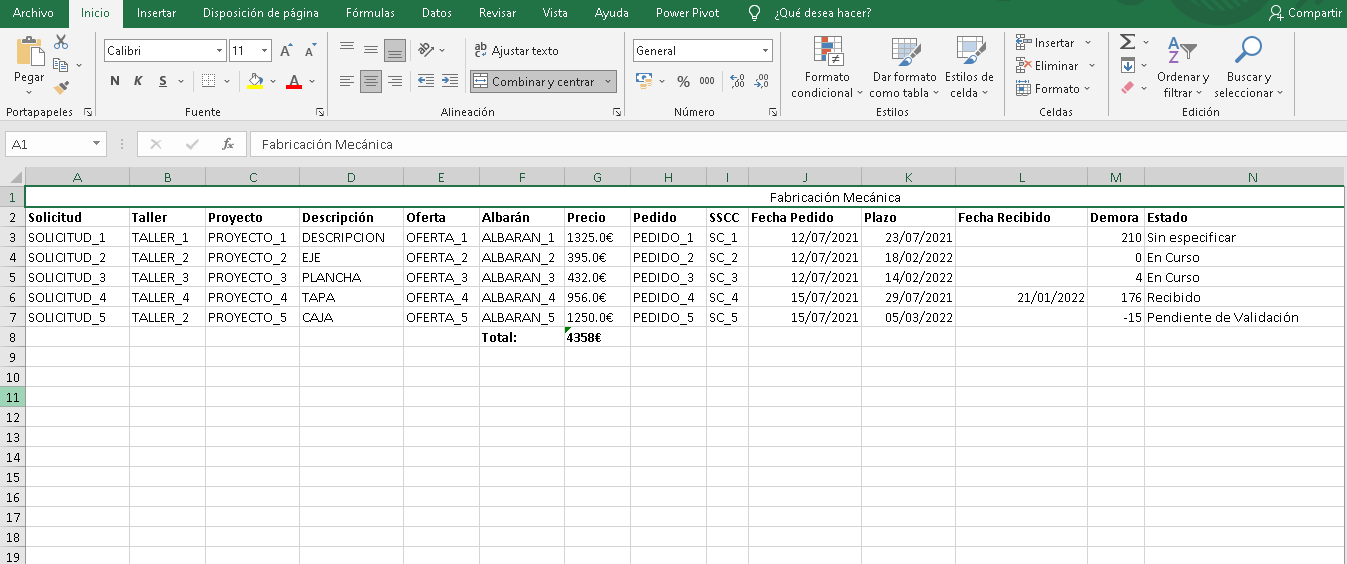 Archivo Inicio Insertar Disposición de página Fórmulas Datos Revisar Vista Ayuda Power Pivot ¿Qué desea hacer? Compartir
Pegar
Portapapeles
Calibri 11
N K S
Fuente
Ajustar texto
Combinar y centrar
Alineación
General
% 000
Número
Formato condicional
Dar formato como tabla
Estilos de celda
Estilos
Insertar
Eliminar
Formato
Celdas
Ordenar y filtrar
Buscar y seleccionar
Edición
A1 fx Fabricación Mecánica
A B C D E F G H I J K L M N
1 Fabricación Mecánica
2 Solicitud Taller Proyecto Descripción Oferta Albarán Precio Pedido SSCC Fecha Pedido Plazo Fecha Recibido Demora Estado
3 SOLICITUD_1 TALLER_1 PROYECTO_1 DESCRIPCION OFERTA_1 ALBARAN_1 1325.0€ PEDIDO_1 SC_1 12/07/2021 23/07/2021 210 Sin especificar
4 SOLICITUD_2 TALLER_2 PROYECTO_2 EJE OFERTA_2 ALBARAN_2 395.0€ PEDIDO_2 SC_2 12/07/2021 18/02/2022 0 En Curso
5 SOLICITUD_3 TALLER_3 PROYECTO_3 PLANCHA OFERTA_3 ALBARAN_3 432.0€ PEDIDO_3 SC_3 12/07/2021 14/02/2022 4 En Curso
6 SOLICITUD_4 TALLER_3 PROYECTO_4 TAPA OFERTA_4 ALBARAN_4 956.0€ PEDIDO_4 SC_4 15/07/2021 29/07/2021 21/01/2022 176 Recibido
7 SOLICITUD_5 TALLER_2 PROYECTO_5 CAJA OFERTA_5 ALBARAN_5 1250.0€ PEDIDO_5 SC_5 15/07/2021 05/03/2022 -15 Pendiente de Validación
8 Total: 4358€
9
10
11
12
13
14
15
16
17
18
19